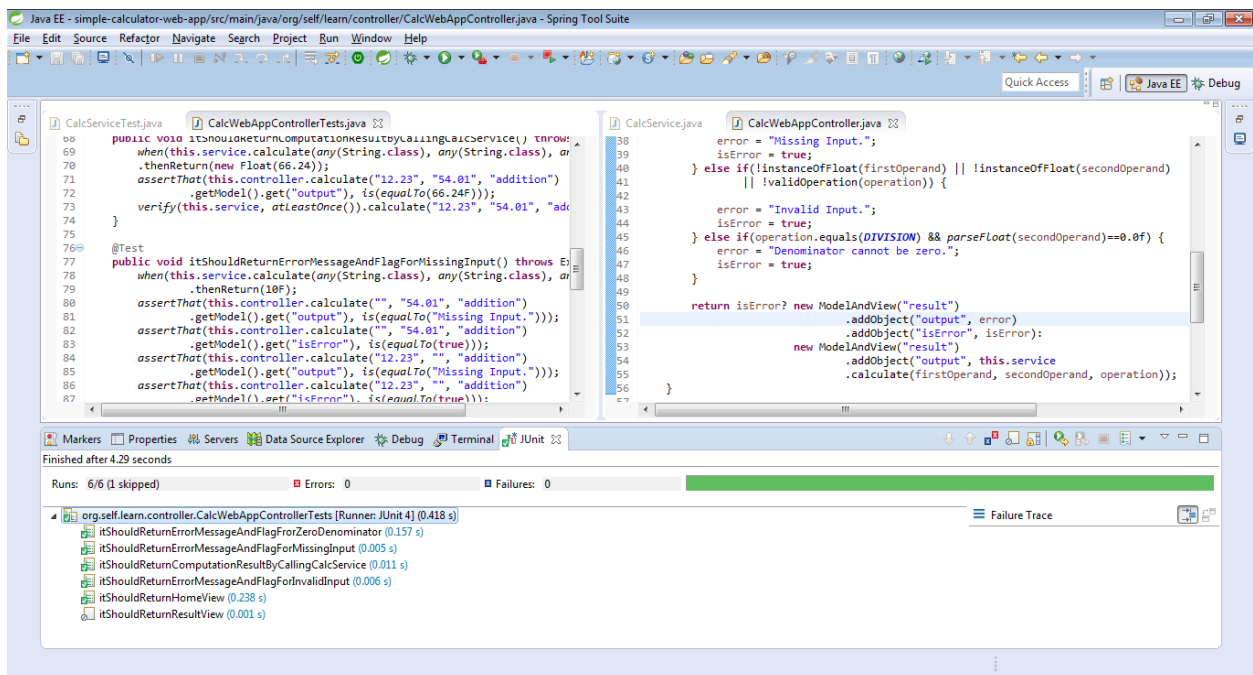 Java EE - simple-calculator-web-app/src/main/java/org/self/learn/controller/CalcWebAppController.java - Spring Tool Suite
File Edit Source Refactor Navigate Search Project Run Window Help
Quick Access Java EE Debug
CalcServiceTest.java CalcWebAppControllerTests.java
68 public void itShouldReturnComputationResultByCallingCalcService() throws
69 when(this.service.calculate(any(String.class), any(String.class), an
70 .thenReturn(new Float(66.24));
71 assertThat(this.controller.calculate("12.23", "54.01", "addition")
72 .getModel().get("output"), is(equalTo(66.24F)));
73 verify(this.service, atLeastOnce()).calculate("12.23", "54.01", "add
74 }
75
76 @Test
77 public void itShouldReturnErrorMessageAndFlagForMissingInput() throws Ex
78 when(this.service.calculate(any(String.class), any(String.class), an
79 .thenReturn(10F);
80 assertThat(this.controller.calculate("", "54.01", "addition")
81 .getModel().get("output"), is(equalTo("Missing Input.")));
82 assertThat(this.controller.calculate("", "54.01", "addition")
83 .getModel().get("isError"), is(equalTo(true)));
84 assertThat(this.controller.calculate("12.23", "", "addition")
85 .getModel().get("output"), is(equalTo("Missing Input.")));
86 assertThat(this.controller.calculate("12.23", "", "addition")
87 .getModel().get("isError"), is(equalTo(true)));
CalcService.java CalcWebAppController.java
38 error = "Missing Input.";
39 isError = true;
40 } else if(!instanceOfFloat(firstOperand) || !instanceOfFloat(secondOperand)
41 || !validOperation(operation)) {
42
43 error = "Invalid Input.";
44 isError = true;
45 } else if(operation.equals(DIVISION) && parseFloat(secondOperand)==0.0f) {
46 error = "Denominator cannot be zero.";
47 isError = true;
48 }
49
50 return isError? new ModelAndView("result")
51 .addObject("output", error)
52 .addObject("isError", isError):
53 new ModelAndView("result")
54 .addObject("output", this.service
55 .calculate(firstOperand, secondOperand, operation));
56 }
57
Markers Properties Servers Data Source Explorer Debug Terminal JUnit
Finished after 4.29 seconds
Runs: 6/6 (1 skipped) Errors: 0 Failures: 0
org.self.learn.controller.CalcWebAppControllerTests [Runner: JUnit 4] (0.418 s)
itShouldReturnErrorMessageAndFlagFrorZeroDenominator (0.157 s)
itShouldReturnErrorMessageAndFlagForMissingInput (0.005 s)
itShouldReturnComputationResultByCallingCalcService (0.011 s)
itShouldReturnErrorMessageAndFlagForInvalidInput (0.006 s)
itShouldReturnHomeView (0.238 s)
itShouldReturnResultView (0.001 s)
Failure Trace